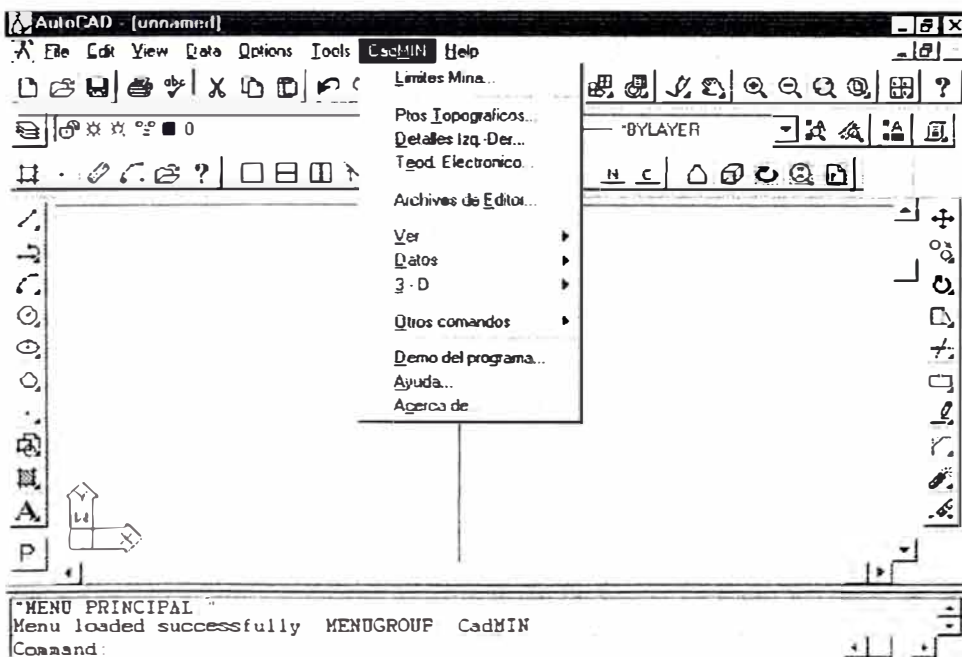 AutoCAD - [unnamed]
File Edit View Data Options Tools CadMIN Help
Limites Mina...
abc
?
Ptos Topograficos...
0
BYLAYER
Detalles Izq.-Der...
Teod. Electronico...
?
N C
Archivos de Editor...
Ver
Datos
3 - D
Otros comandos
Demo del programa...
Ayuda...
Acerca de
A
P
Y
W
X
"MENU PRINCIPAL "
Menu loaded successfully MENUGROUP CadMIN
Command: